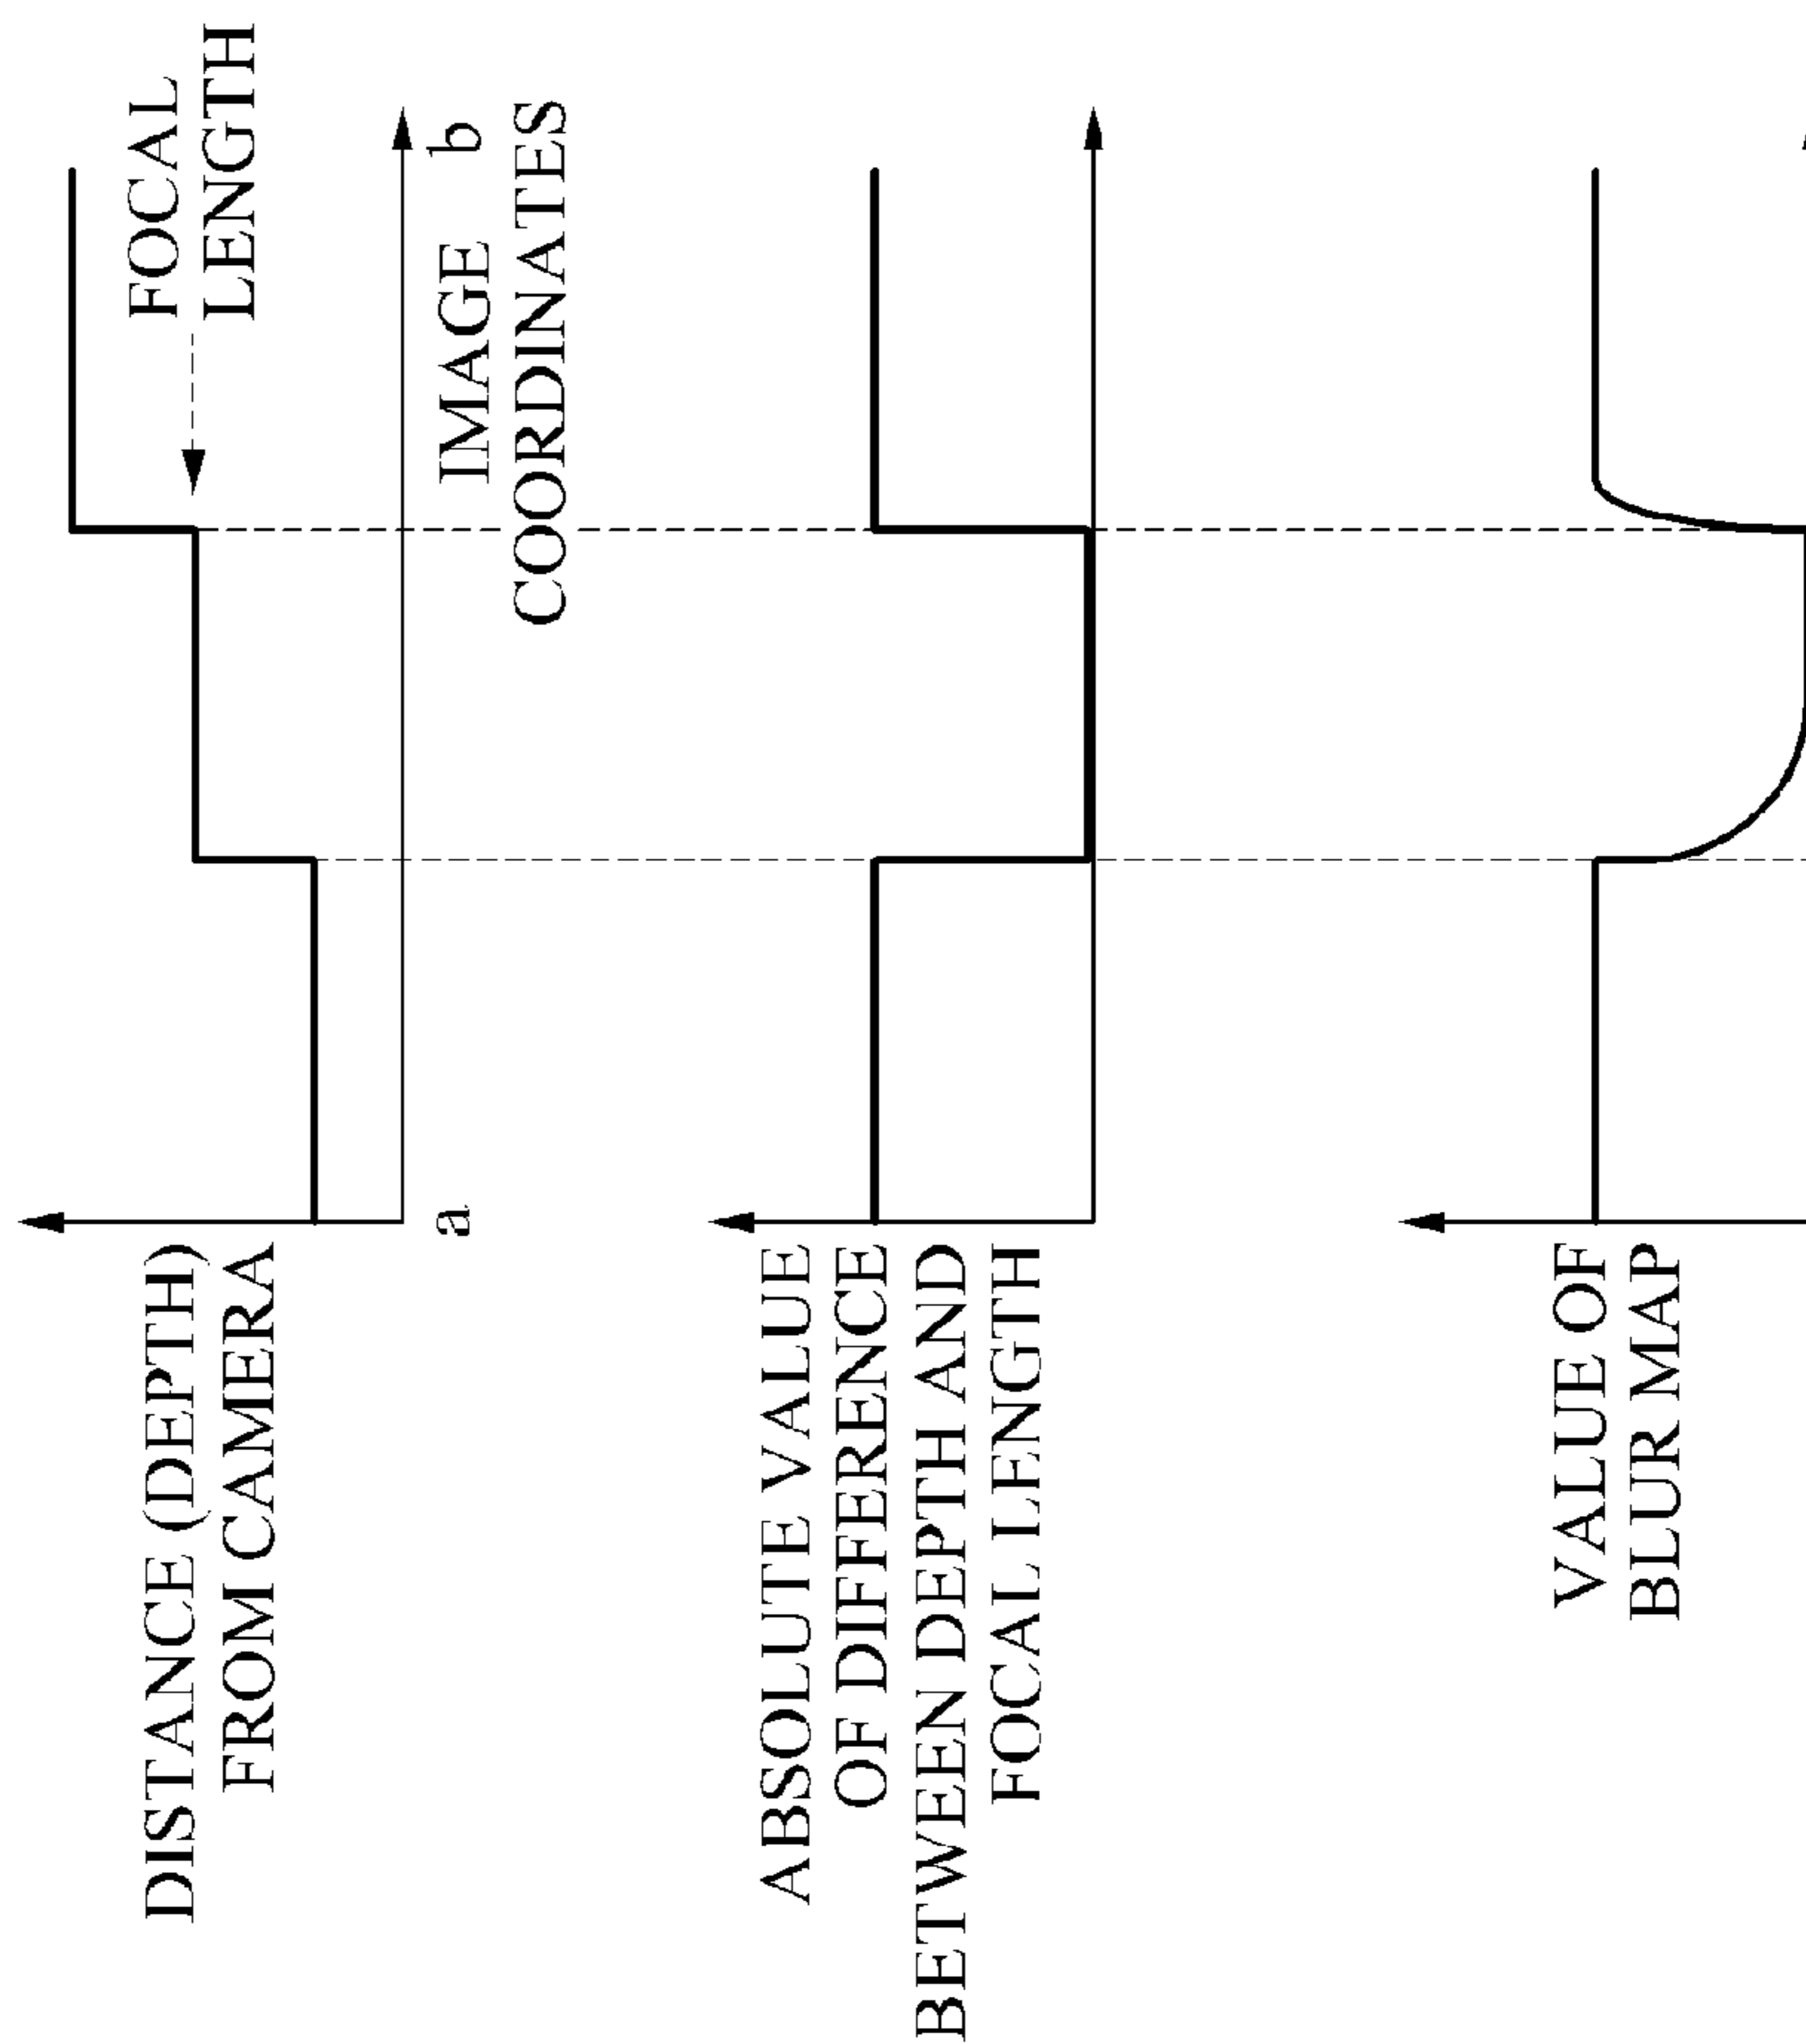 DISTANCE (DEPTH)
FROM CAMERA
FOCAL
LENGTH
a
b
IMAGE
COORDINATES
ABSOLUTE VALUE
OF DIFFERENCE
BETWEEN DEPTH AND
FOCAL LENGTH
VALUE OF
BLUR MAP